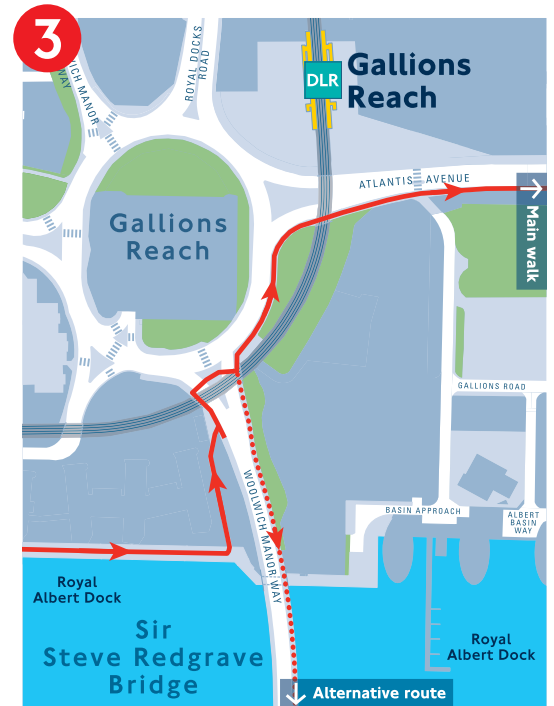 3
WICH MANOR
WAY
ROYAL DOCKS
ROAD
DLR
Gallions
Reach
ATLANTIS AVENUE
Main walk
Gallions
Reach
GALLIONS ROAD
WOOLWICH MANOR WAY
BASIN APPROACH
ALBERT
BASIN
WAY
Royal
Albert Dock
Sir
Steve Redgrave
Bridge
Royal
Albert Dock
Alternative route